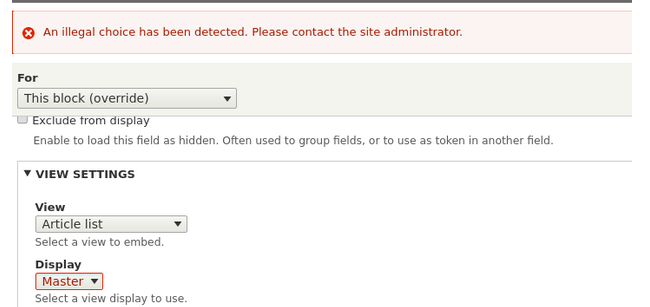 An illegal choice has been detected. Please contact the site administrator.
For
This block (override)
Exclude from display
Enable to load this field as hidden. Often used to group fields, or to use as token in another field.
VIEW SETTINGS
View
Article list
Select a view to embed.
Display
Master
Select a view display to use.